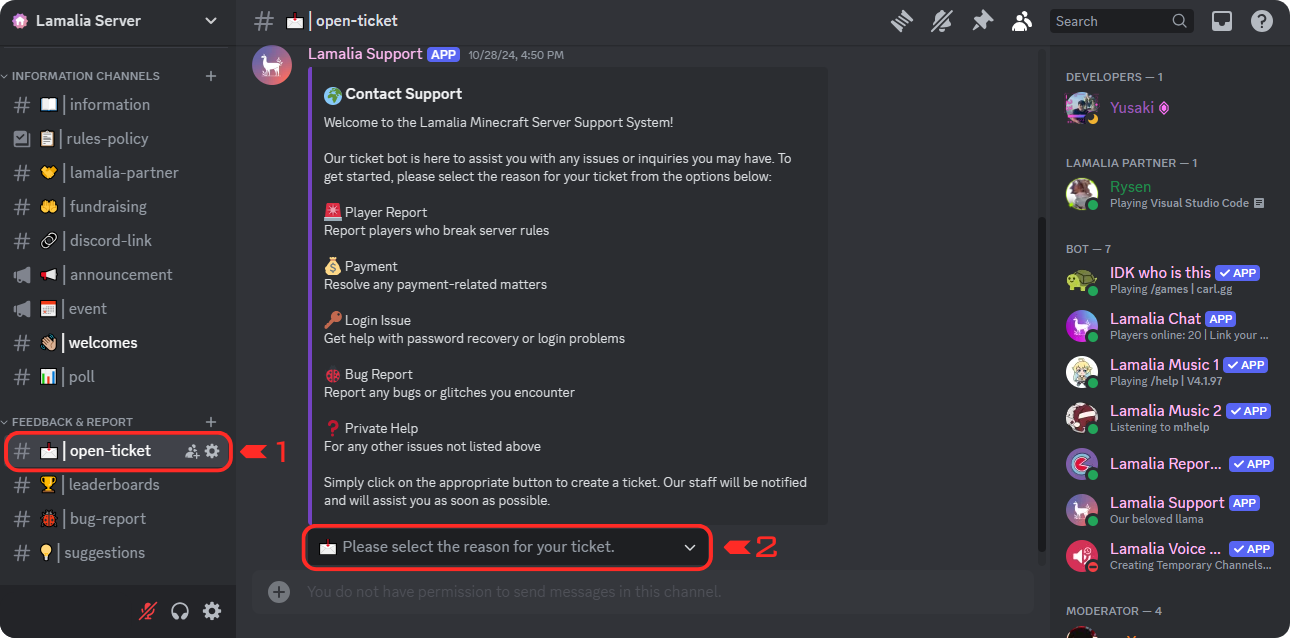 Lamalia Server
INFORMATION CHANNELS
information
rules-policy
lamalia-partner
fundraising
discord-link
announcement
event
welcomes
poll
FEEDBACK & REPORT
open-ticket
1
leaderboards
bug-report
suggestions
open-ticket
Search
Lamalia Support APP 10/28/24, 4:50 PM
Contact Support
Welcome to the Lamalia Minecraft Server Support System!
Our ticket bot is here to assist you with any issues or inquiries you may have. To
get started, please select the reason for your ticket from the options below:
Player Report
Report players who break server rules
Payment
Resolve any payment-related matters
Login Issue
Get help with password recovery or login problems
Bug Report
Report any bugs or glitches you encounter
Private Help
For any other issues not listed above
Simply click on the appropriate button to create a ticket. Our staff will be notified
and will assist you as soon as possible.
Please select the reason for your ticket.
2
You do not have permission to send messages in this channel.
DEVELOPERS — 1
Yusaki
LAMALIA PARTNER — 1
Rysen
Playing Visual Studio Code
BOT — 7
IDK who is this APP
Playing /games | carl.gg
Lamalia Chat APP
Players online: 20 | Link your ...
Lamalia Music 1 APP
Playing /help | V4.1.97
Lamalia Music 2 APP
Listening to m!help
Lamalia Repor... APP
Lamalia Support APP
Our beloved llama
Lamalia Voice ... APP
Creating Temporary Channels...
MODERATOR — 4